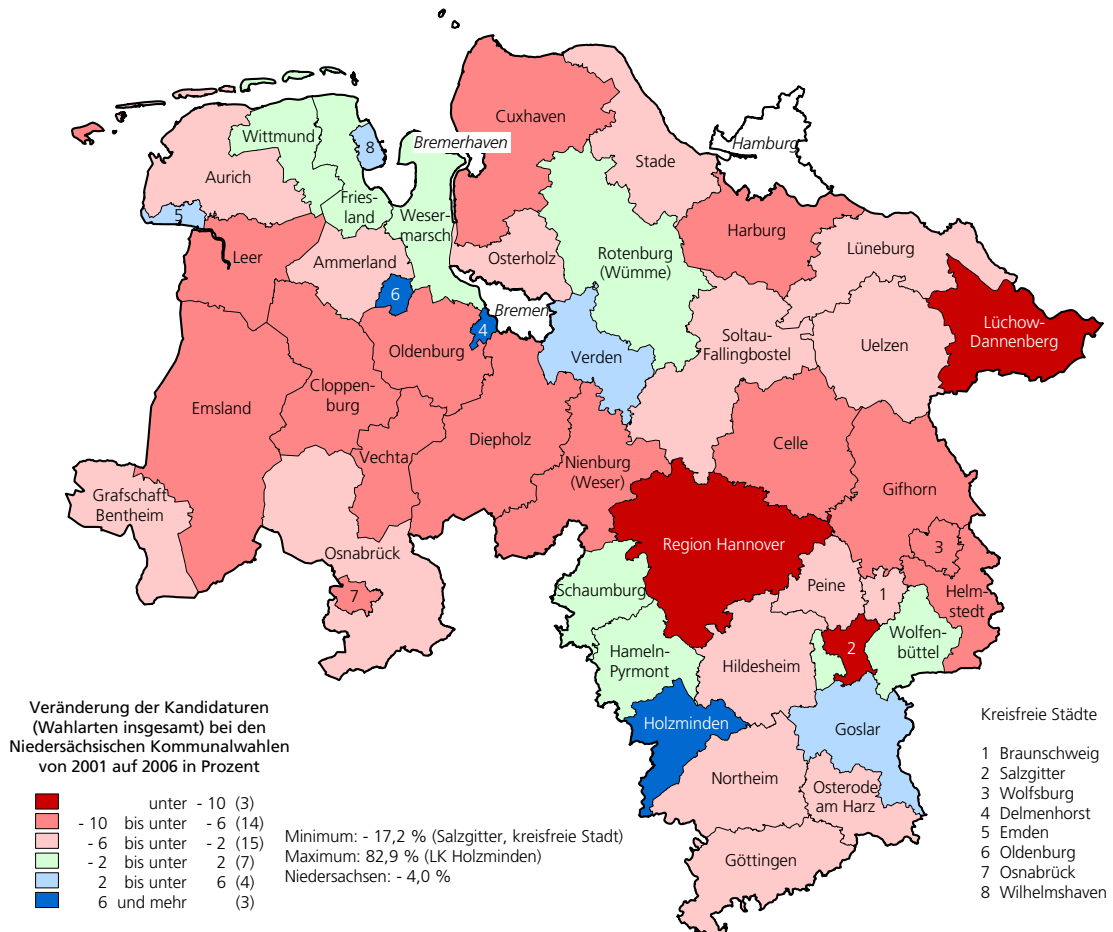 Cuxhaven
Wittmund
8
Bremerhaven
Hamburg
Stade
Aurich
Fries-
land
Weser-
marsch
5
Harburg
Lüneburg
Leer
Ammerland
Osterholz
Rotenburg
(Wümme)
6
Bremen
4
Lüchow-
Dannenberg
Soltau-
Fallingbostel
Uelzen
Oldenburg
Verden
Cloppen-
burg
Emsland
Diepholz
Celle
Vechta
Nienburg
(Weser)
Gifhorn
Grafschaft
Bentheim
Osnabrück
Region Hannover
3
7
Schaumburg
Peine
1
Helm-
stedt
Wolfen-
büttel
2
Hameln-
Pyrmont
Hildesheim
Holzminden
Goslar
Northeim
Osterode
am Harz
Göttingen
Veränderung der Kandidaturen
(Wahlarten insgesamt) bei den
Niedersächsischen Kommunalwahlen
von 2001 auf 2006 in Prozent
unter - 10 (3)
- 10 bis unter - 6 (14)
- 6 bis unter - 2 (15)
- 2 bis unter 2 (7)
2 bis unter 6 (4)
6 und mehr (3)
Minimum: - 17,2 % (Salzgitter, kreisfreie Stadt)
Maximum: 82,9 % (LK Holzminden)
Niedersachsen: - 4,0 %
Kreisfreie Städte
1 Braunschweig
2 Salzgitter
3 Wolfsburg
4 Delmenhorst
5 Emden
6 Oldenburg
7 Osnabrück
8 Wilhelmshaven